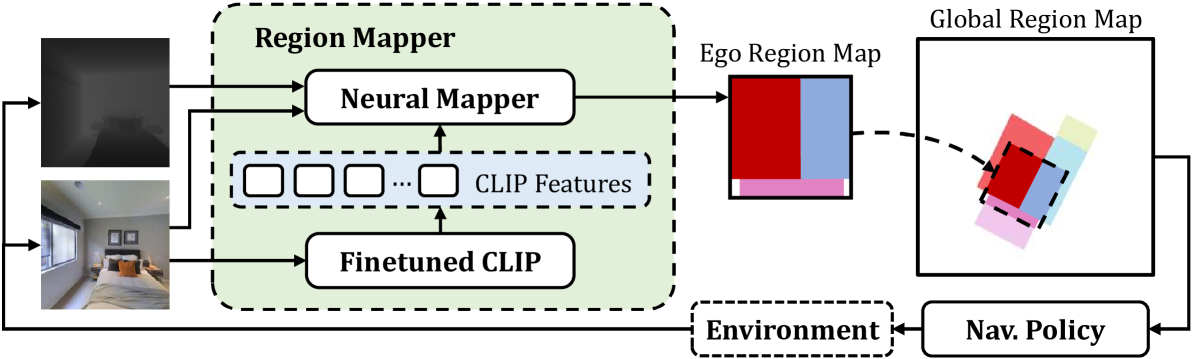 Global Region Map
Region Mapper
Ego Region Map
Neural Mapper
... CLIP Features
Finetuned CLIP
Environment
Nav. Policy